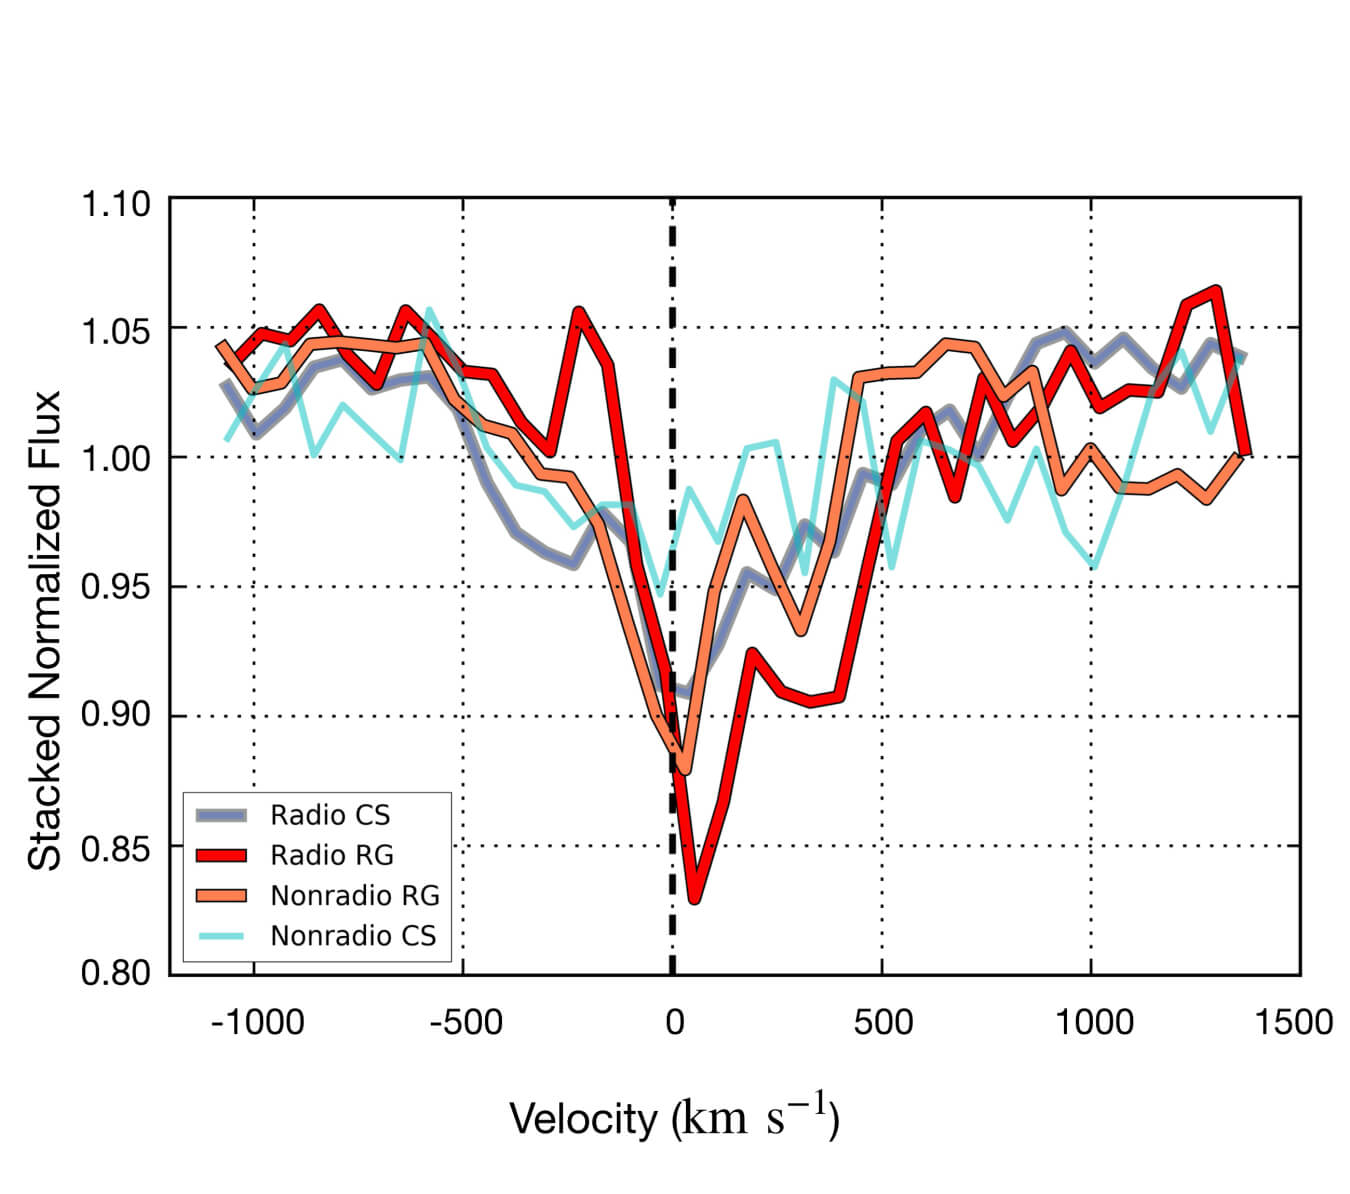 1.10
1.05
1.00
0.95
0.90
0.85
0.80
Stacked Normalized Flux
Radio CS
Radio RG
Nonradio RG
Nonradio CS
-1000 -500 0 500 1000 1500
Velocity (km s⁻¹)